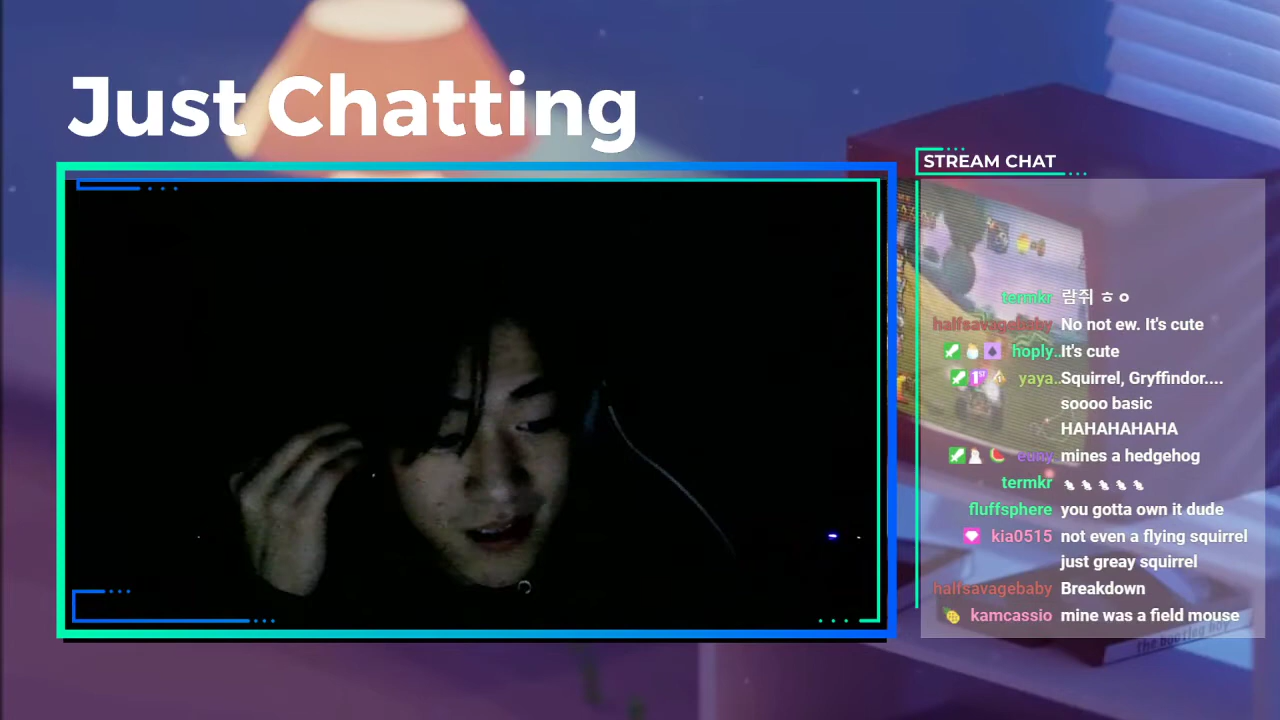 Just Chatting
STREAM CHAT
termkr 람쥐 ㅎㅇ
halfsavagebaby No not ew. It's cute
hoply.. It's cute
yaya.. Squirrel, Gryffindor....
soooo basic
HAHAHAHAHA
euny mines a hedgehog
termkr 🐿🐿🐿🐿🐿
fluffsphere you gotta own it dude
kia0515 not even a flying squirrel
just greay squirrel
halfsavagebaby Breakdown
kamcassio mine was a field mouse